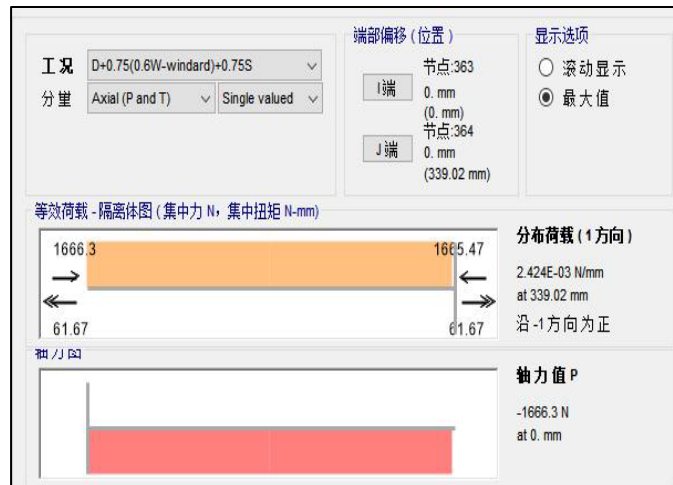 工况
D+0.75(0.6W-windard)+0.75S
分量
Axial (P and T)
Single valued
端部偏移(位置)
I端
节点:363
0. mm
(0. mm)
J端
节点:364
0. mm
(339.02 mm)
显示选项
滚动显示
最大值
等效荷载 - 隔离体图(集中力 N，集中扭矩 N-mm)
1666.3
1665.47
61.67
61.67
分布荷载(1方向)
2.424E-03 N/mm
at 339.02 mm
沿-1方向为正
轴力图
轴力值 P
-1666.3 N
at 0. mm